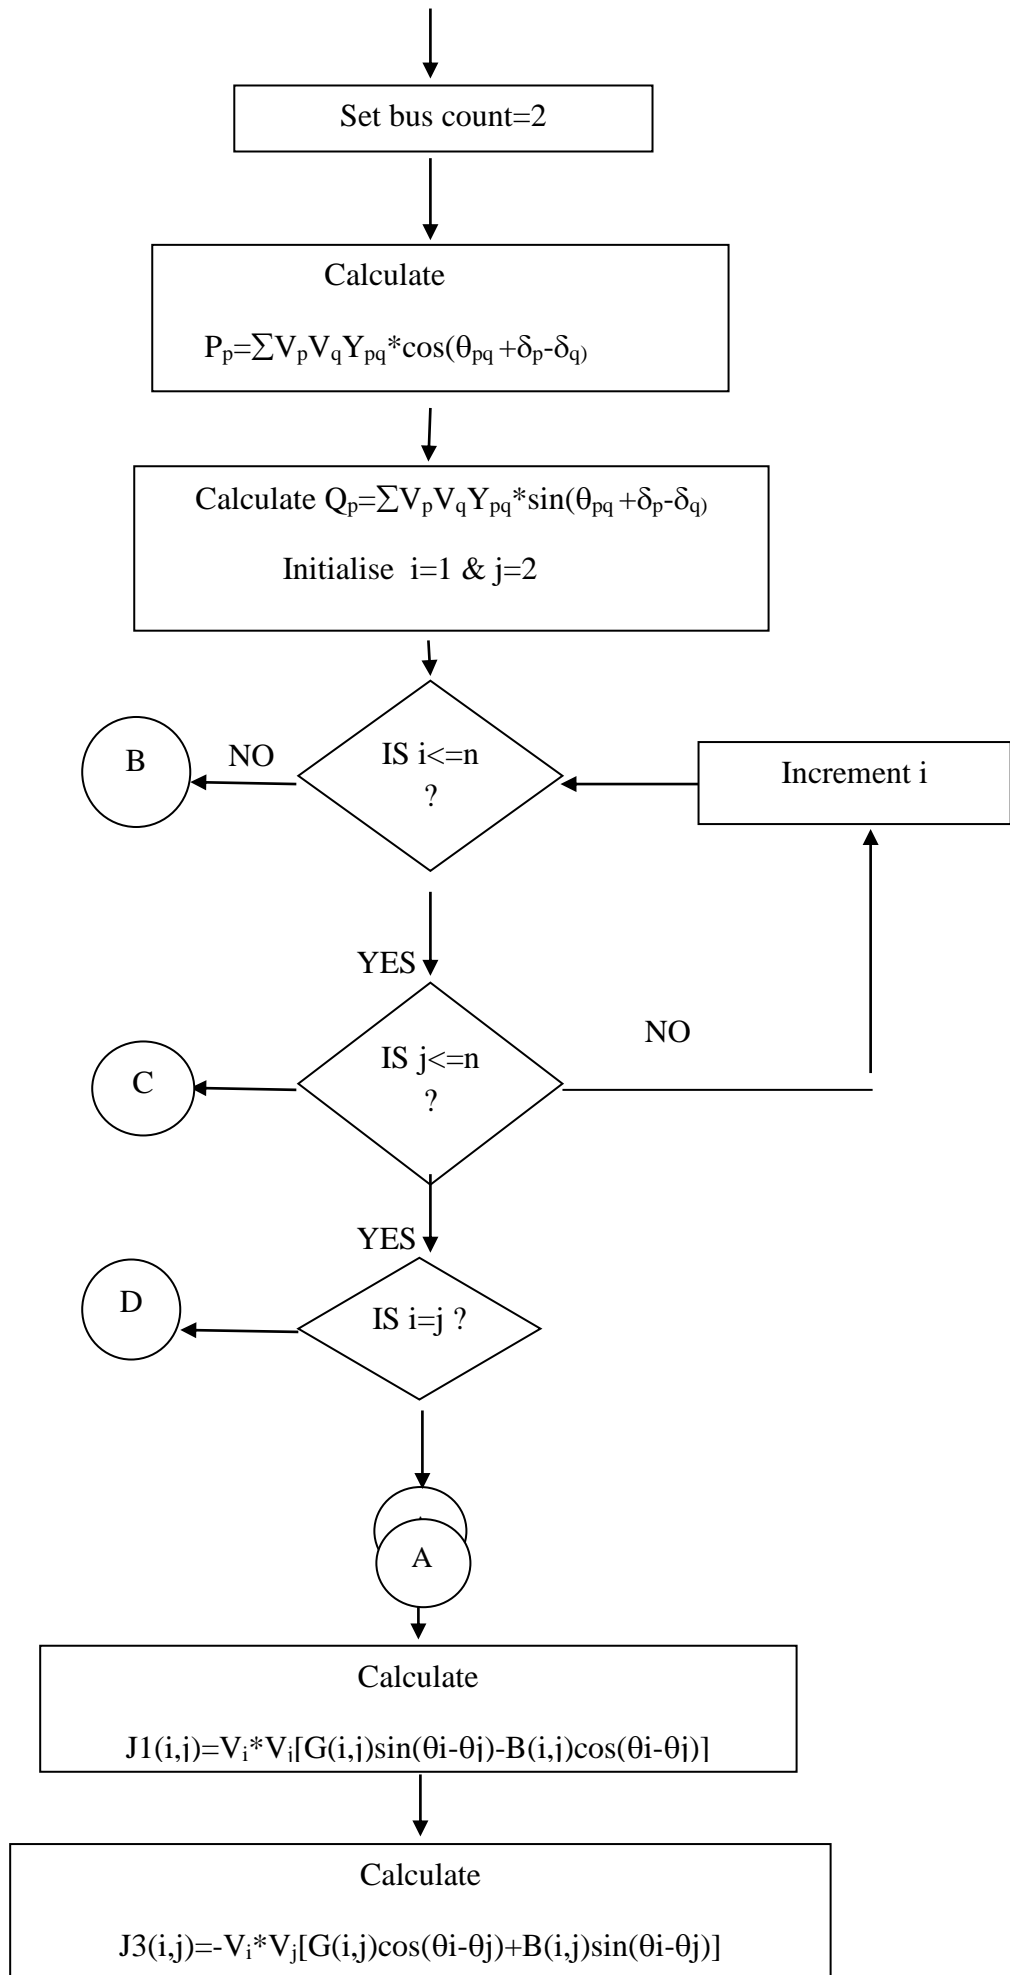 Set bus count=2
Calculate
Pp=∑VpVqYpq*cos(θpq +δp-δq)
Calculate Qp=∑VpVqYpq*sin(θpq +δp-δq)
Initialise i=1 & j=2
B
NO
IS i<=n
?
Increment i
YES
IS j<=n
?
NO
C
YES
D
IS i=j ?
A
Calculate
J1(i,j)=Vi*Vj[G(i,j)sin(θi-θj)-B(i,j)cos(θi-θj)]
Calculate
J3(i,j)=-Vi*Vj[G(i,j)cos(θi-θj)+B(i,j)sin(θi-θj)]